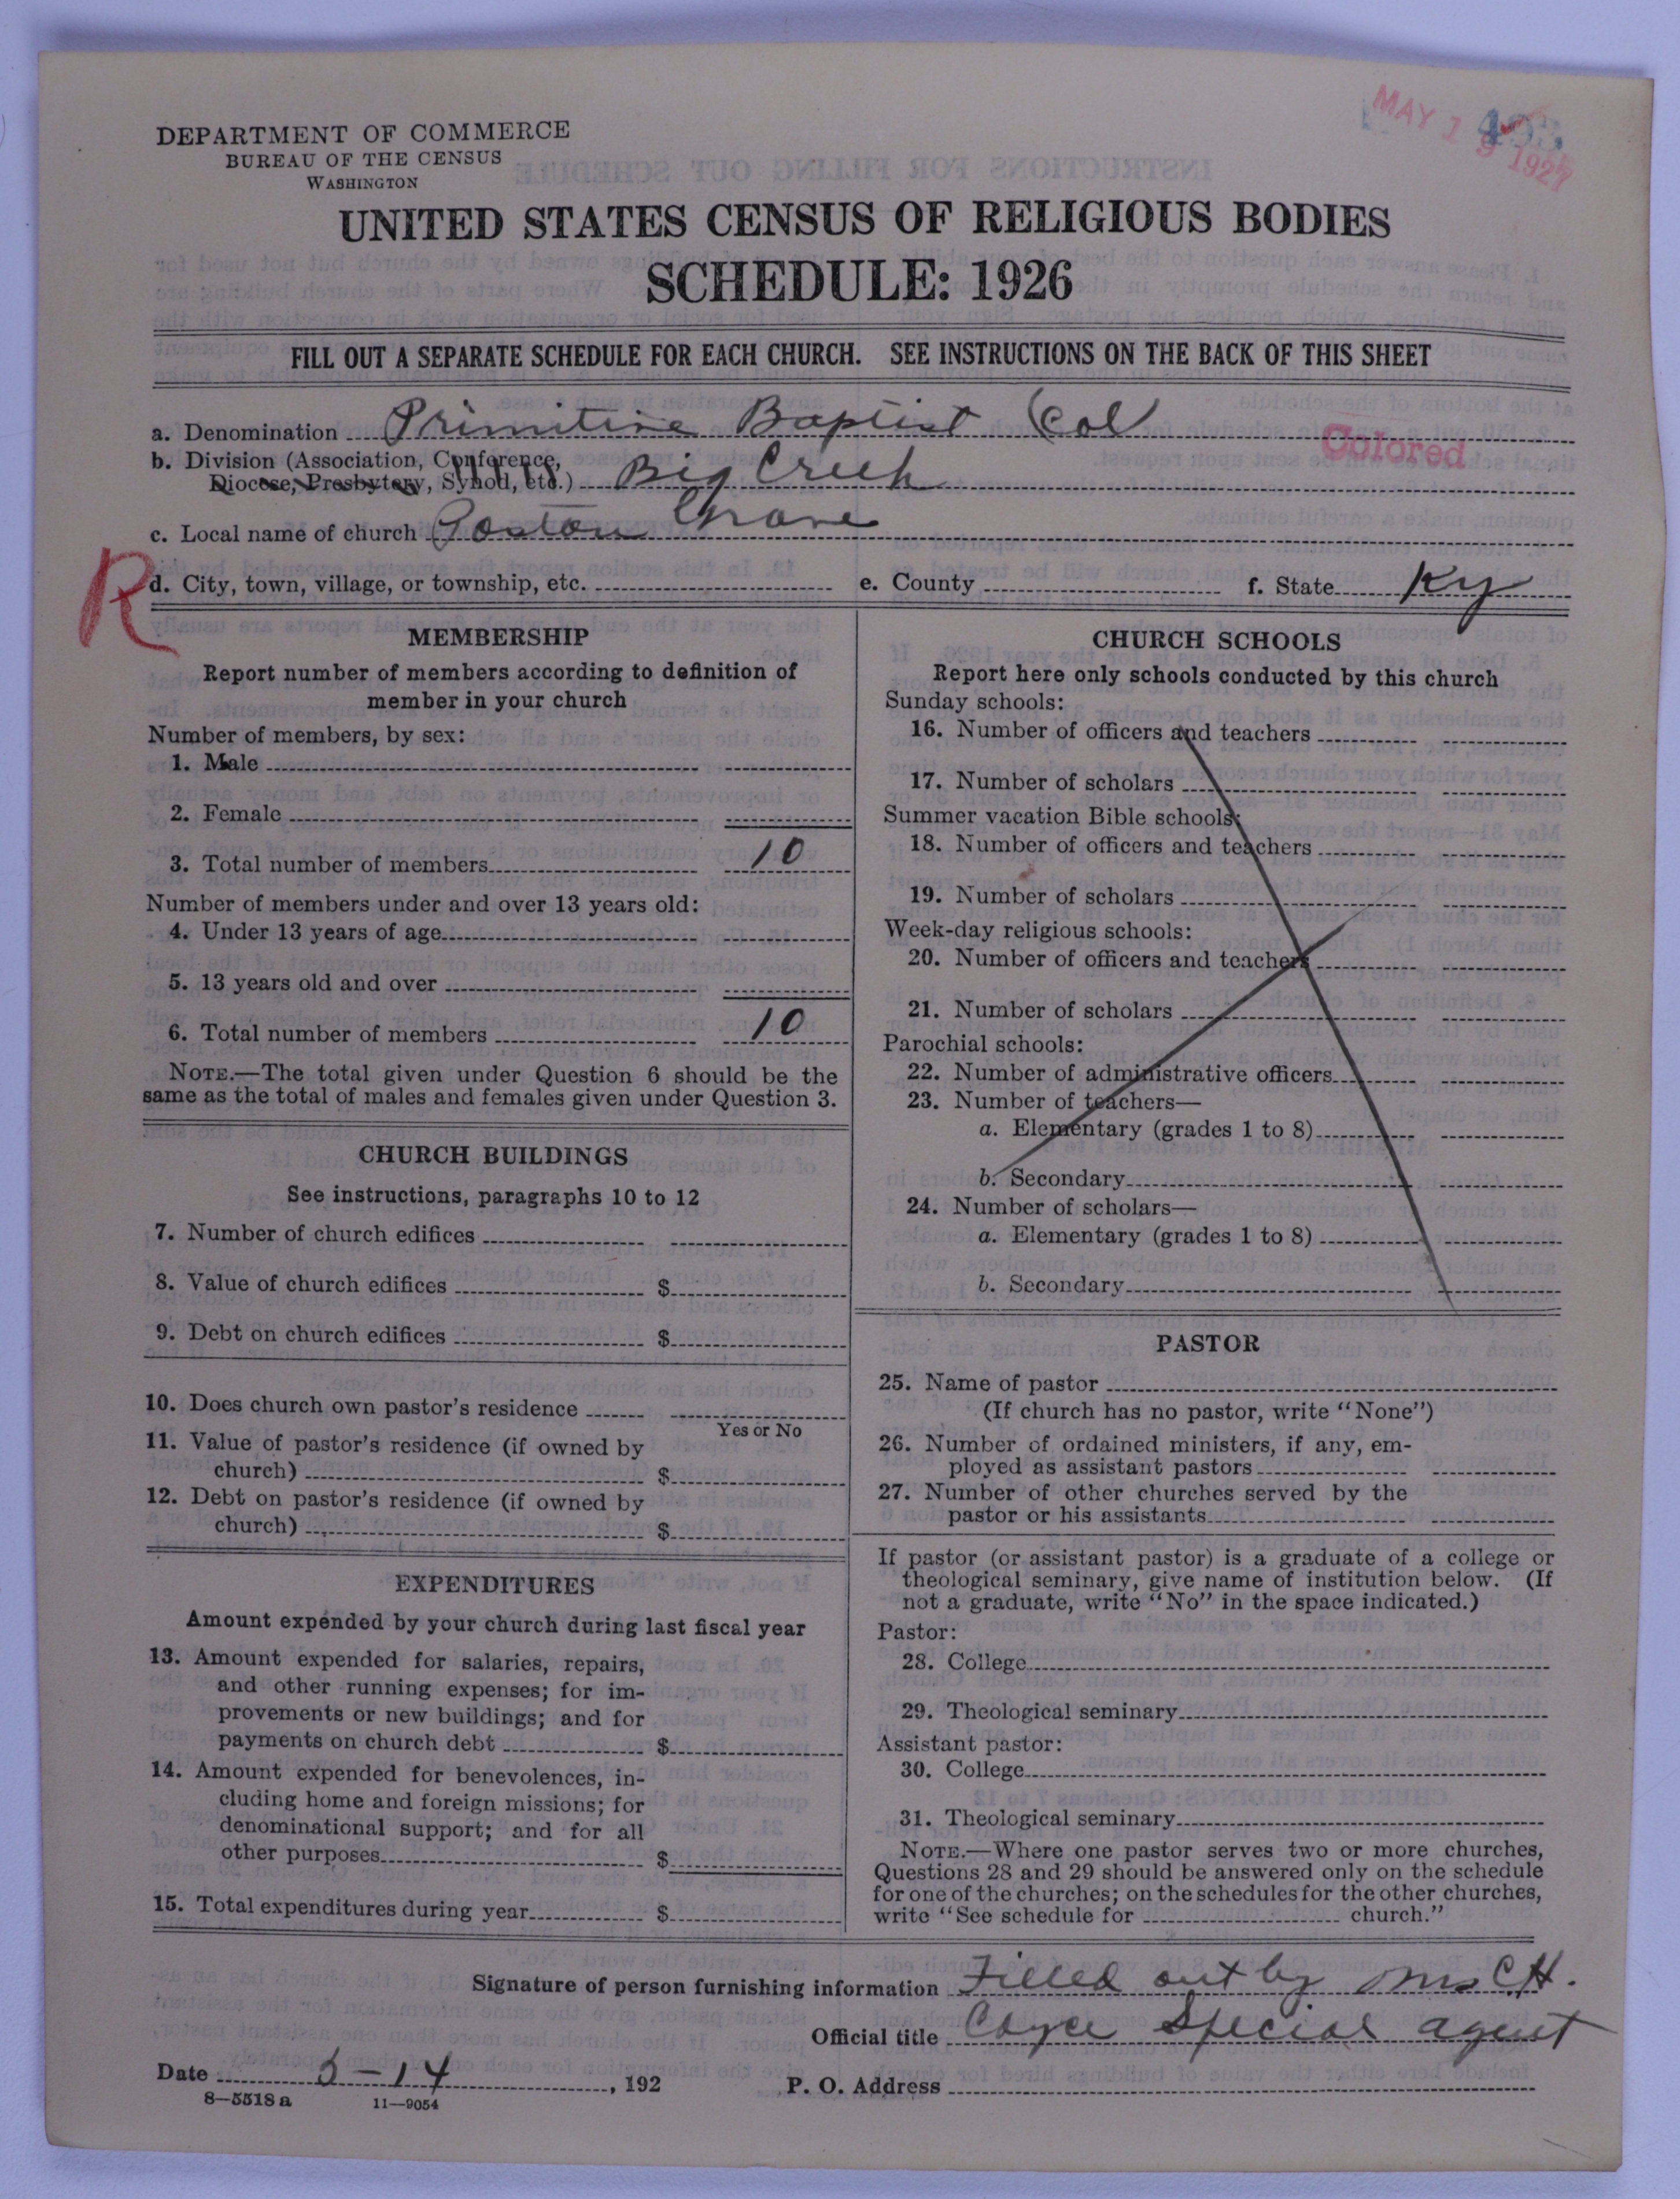 MAY 19 1927
DEPARTMENT OF COMMERCE
BUREAU OF THE CENSUS
WASHINGTON
UNITED STATES CENSUS OF RELIGIOUS BODIES
SCHEDULE: 1926
FILL OUT A SEPARATE SCHEDULE FOR EACH CHURCH. SEE INSTRUCTIONS ON THE BACK OF THIS SHEET
a. Denomination Primitive Baptist (Col
Colored
b. Division (Association, Conference,
Diocese, Presbytery, Synod, etc.) Big Creek
c. Local name of church Grove
R
d. City, town, village, or township, etc. e. County f. State Ky
MEMBERSHIP
Report number of members according to definition of
member in your church
Number of members, by sex:
1. Male
2. Female
3. Total number of members 10
Number of members under and over 13 years old:
4. Under 13 years of age
5. 13 years old and over
6. Total number of members 10
NOTE.—The total given under Question 6 should be the
same as the total of males and females given under Question 3.
CHURCH BUILDINGS
See instructions, paragraphs 10 to 12
7. Number of church edifices
8. Value of church edifices $
9. Debt on church edifices $
10. Does church own pastor's residence
Yes or No
11. Value of pastor's residence (if owned by
church) $
12. Debt on pastor's residence (if owned by
church) $
EXPENDITURES
Amount expended by your church during last fiscal year
13. Amount expended for salaries, repairs,
and other running expenses; for im-
provements or new buildings; and for
payments on church debt $
14. Amount expended for benevolences, in-
cluding home and foreign missions; for
denominational support; and for all
other purposes $
15. Total expenditures during year $
CHURCH SCHOOLS
Report here only schools conducted by this church
Sunday schools:
16. Number of officers and teachers
17. Number of scholars
Summer vacation Bible schools:
18. Number of officers and teachers
19. Number of scholars
Week-day religious schools:
20. Number of officers and teachers
21. Number of scholars
Parochial schools:
22. Number of administrative officers
23. Number of teachers—
a. Elementary (grades 1 to 8)
b. Secondary
24. Number of scholars—
a. Elementary (grades 1 to 8)
b. Secondary
PASTOR
25. Name of pastor
(If church has no pastor, write "None")
26. Number of ordained ministers, if any, em-
ployed as assistant pastors
27. Number of other churches served by the
pastor or his assistants
If pastor (or assistant pastor) is a graduate of a college or
theological seminary, give name of institution below. (If
not a graduate, write "No" in the space indicated.)
Pastor:
28. College
29. Theological seminary
Assistant pastor:
30. College
31. Theological seminary
NOTE.—Where one pastor serves two or more churches,
Questions 28 and 29 should be answered only on the schedule
for one of the churches; on the schedules for the other churches,
write "See schedule for church."
Signature of person furnishing information Filled out by Mrs C.H.
Official title Cayce Special agent
Date 5-14, 192 P. O. Address
8—5518 a 11—9054